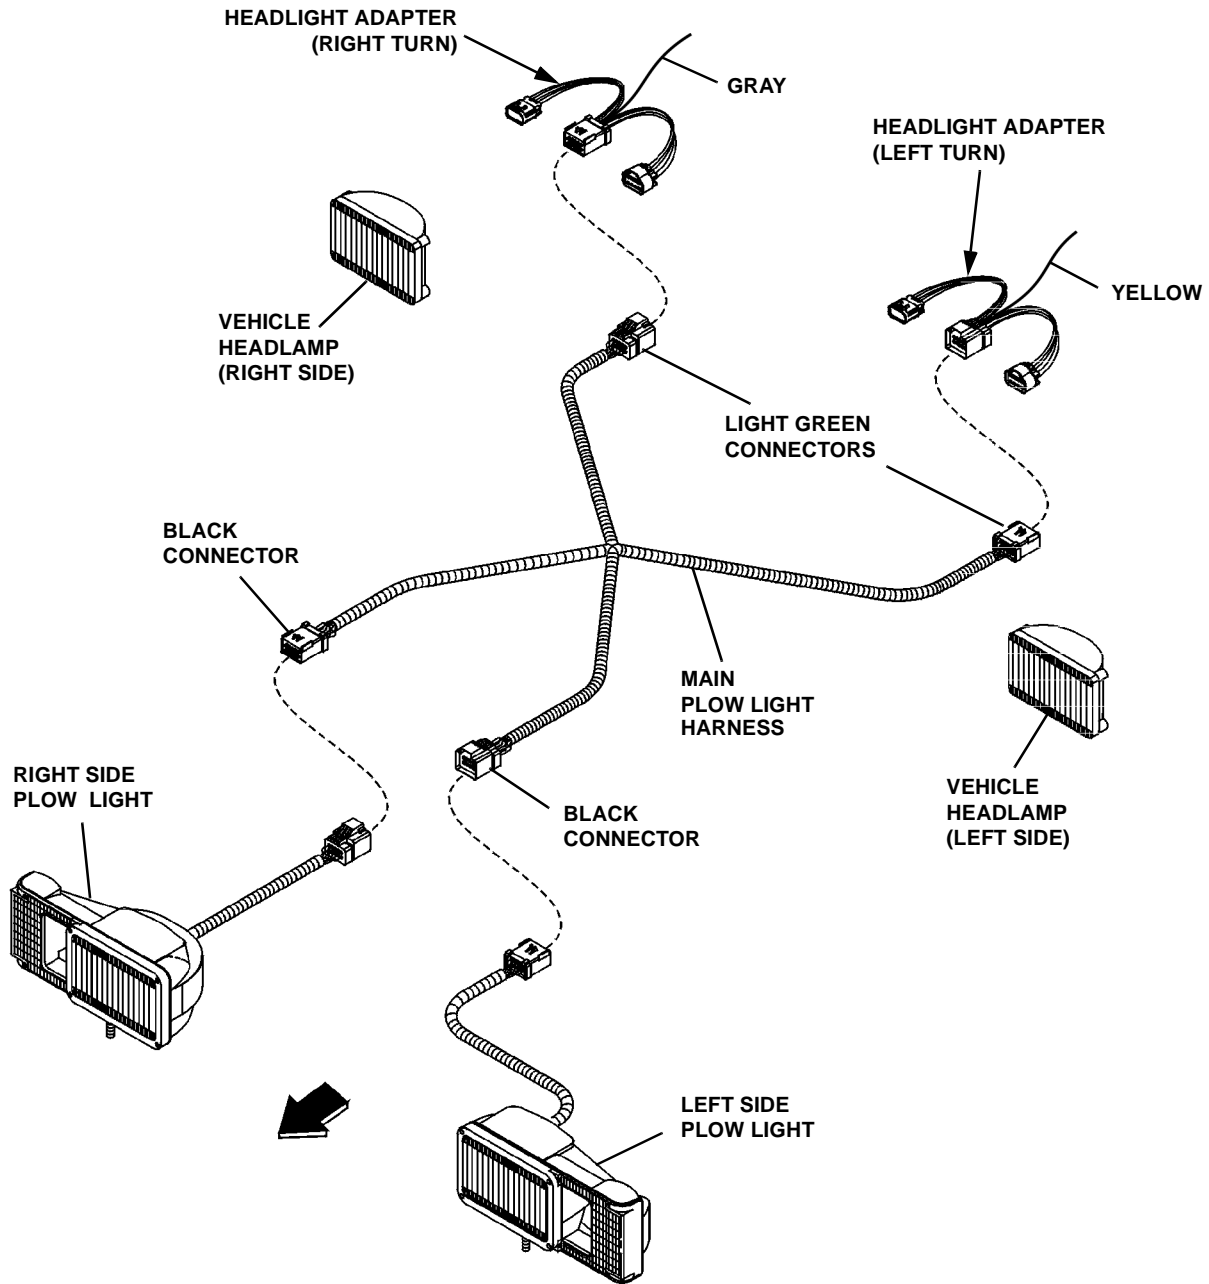 HEADLIGHT ADAPTER
(RIGHT TURN)
GRAY
HEADLIGHT ADAPTER
(LEFT TURN)
YELLOW
VEHICLE
HEADLAMP
(RIGHT SIDE)
LIGHT GREEN
CONNECTORS
BLACK
CONNECTOR
MAIN
PLOW LIGHT
HARNESS
RIGHT SIDE
PLOW LIGHT
BLACK
CONNECTOR
VEHICLE
HEADLAMP
(LEFT SIDE)
LEFT SIDE
PLOW LIGHT